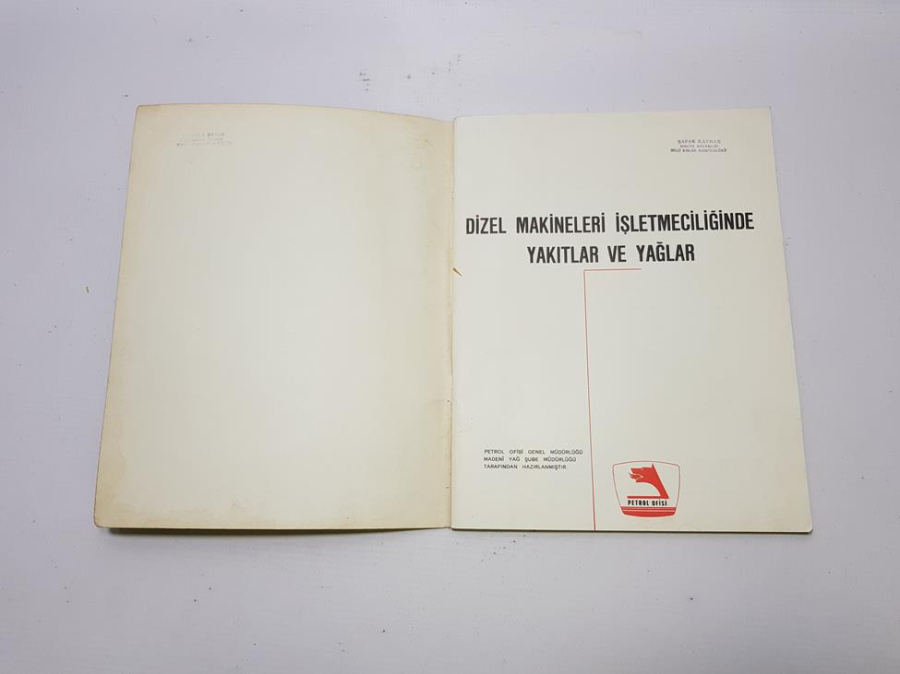 DİZEL MAKİNELERİ İŞLETMECİLİĞİNDE
YAKITLAR VE YAĞLAR
PETROL OFİSİ GENEL MÜDÜRLÜĞÜ
MADENİ YAĞ ŞUBE MÜDÜRLÜĞÜ
TARAFINDAN HAZIRLANMIŞTIR.
PETROL OFİSİ